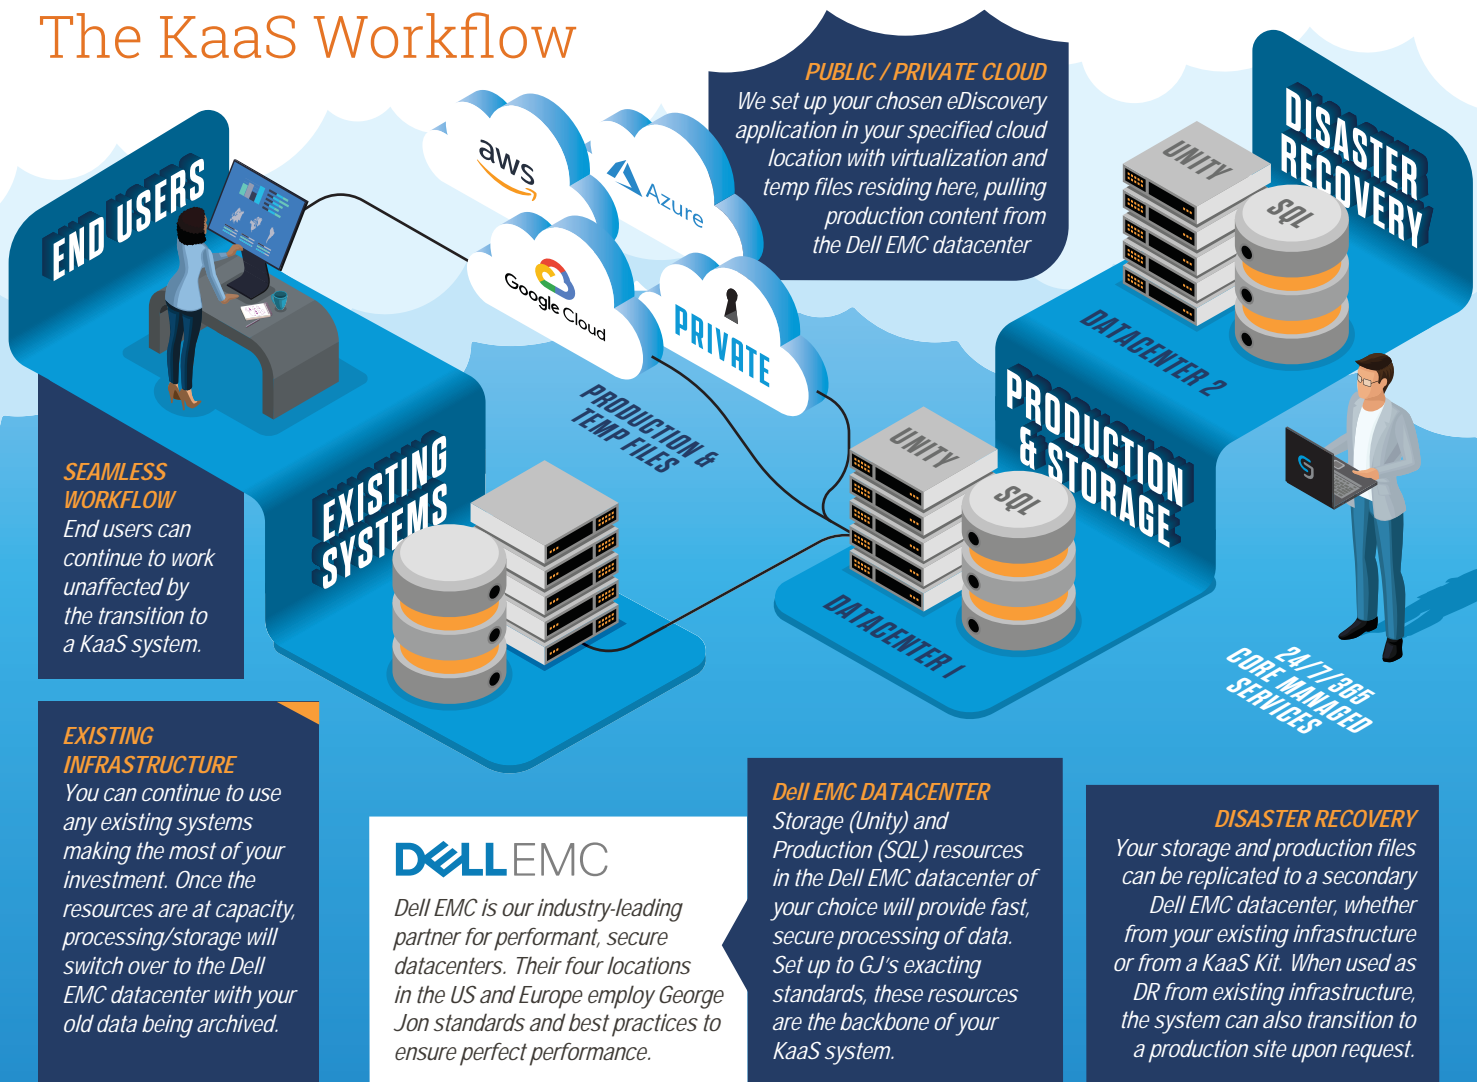 The KaaS Workflow
PUBLIC / PRIVATE CLOUD
We set up your chosen eDiscovery
application in your specified cloud
location with virtualization and
temp files residing here, pulling
production content from
the Dell EMC datacenter
DISASTER
RECOVERY
UNITY
SQL
DATACENTER 2
END USERS
aws
Azure
Google Cloud
PRIVATE
PRODUCTION &
TEMP FILES
PRODUCTION
& STORAGE
UNITY
SQL
DATACENTER 1
EXISTING
SYSTEMS
SEAMLESS
WORKFLOW
End users can
continue to work
unaffected by
the transition to
a KaaS system.
24/7/365
CORE MANAGED
SERVICES
EXISTING
INFRASTRUCTURE
You can continue to use
any existing systems
making the most of your
investment. Once the
resources are at capacity,
processing/storage will
switch over to the Dell
EMC datacenter with your
old data being archived.
DELL EMC
Dell EMC is our industry-leading
partner for performant, secure
datacenters. Their four locations
in the US and Europe employ George
Jon standards and best practices to
ensure perfect performance.
Dell EMC DATACENTER
Storage (Unity) and
Production (SQL) resources
in the Dell EMC datacenter of
your choice will provide fast,
secure processing of data.
Set up to GJ's exacting
standards, these resources
are the backbone of your
KaaS system.
DISASTER RECOVERY
Your storage and production files
can be replicated to a secondary
Dell EMC datacenter, whether
from your existing infrastructure
or from a KaaS Kit. When used as
DR from existing infrastructure,
the system can also transition to
a production site upon request.